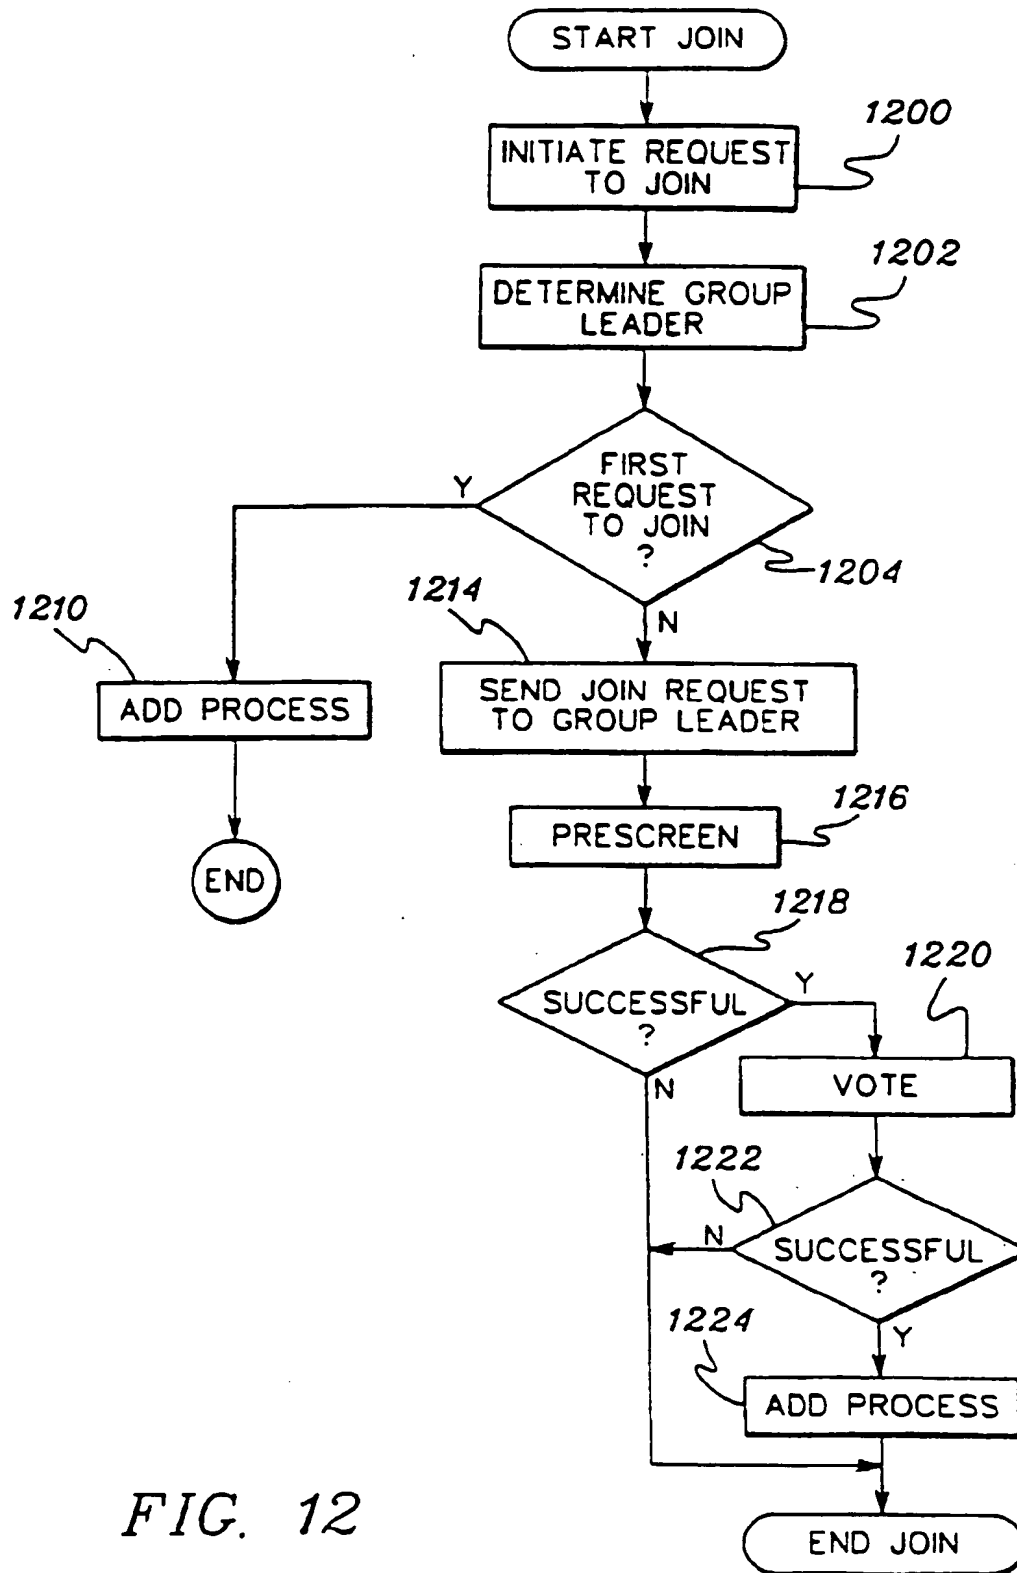 START JOIN
1200
INITIATE REQUEST
TO JOIN
1202
DETERMINE GROUP
LEADER
FIRST
REQUEST
TO JOIN
?
Y
1204
N
1214
1210
SEND JOIN REQUEST
TO GROUP LEADER
ADD PROCESS
1216
PRESCREEN
END
1218
1220
SUCCESSFUL
?
Y
N
VOTE
1222
N
SUCCESSFUL
?
Y
1224
ADD PROCESS
FIG. 12
END JOIN